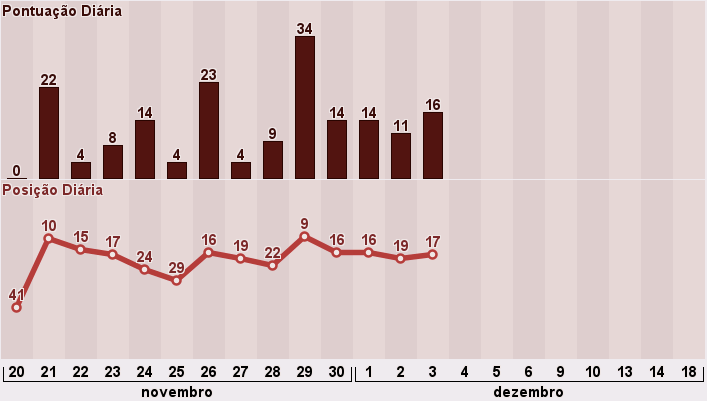 Pontuação Diária
0 22 4 8 14 4 23 4 9 34 14 14 11 16
Posição Diária
41 10 15 17 24 29 16 19 22 9 16 16 19 17
20 21 22 23 24 25 26 27 28 29 30 1 2 3 4 5 6 9 10 13 14 18
novembro dezembro